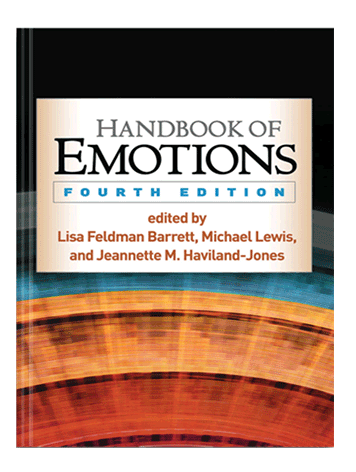 HANDBOOK OF
EMOTIONS
FOURTH EDITION
edited by
Lisa Feldman Barrett, Michael Lewis,
and Jeannette M. Haviland-Jones